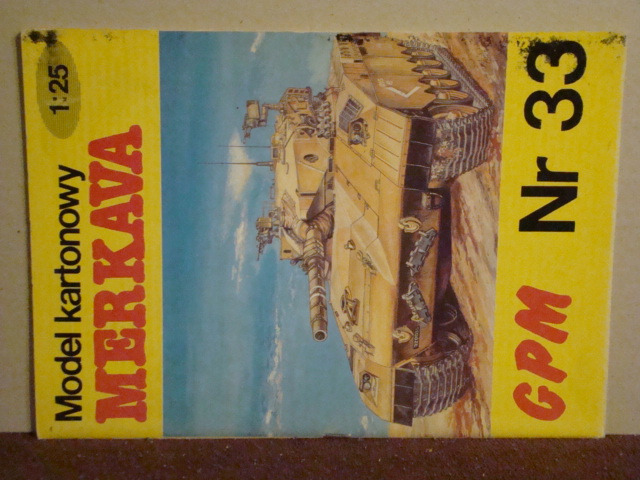 Model kartonowy
1:25
MERKAVA
GPM Nr 33